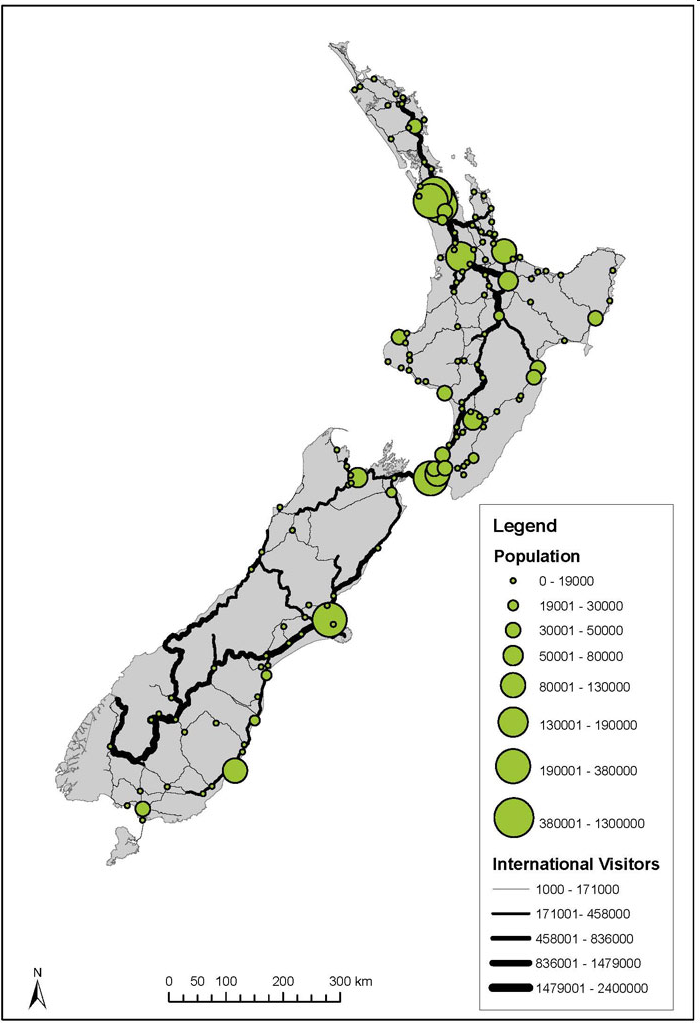 Legend
Population
0 - 19000
19001 - 30000
30001 - 50000
50001 - 80000
80001 - 130000
130001 - 190000
190001 - 380000
380001 - 1300000
International Visitors
1000 - 171000
171001- 458000
458001 - 836000
836001 - 1479000
1479001 - 2400000
N
0 50 100 200 300 km